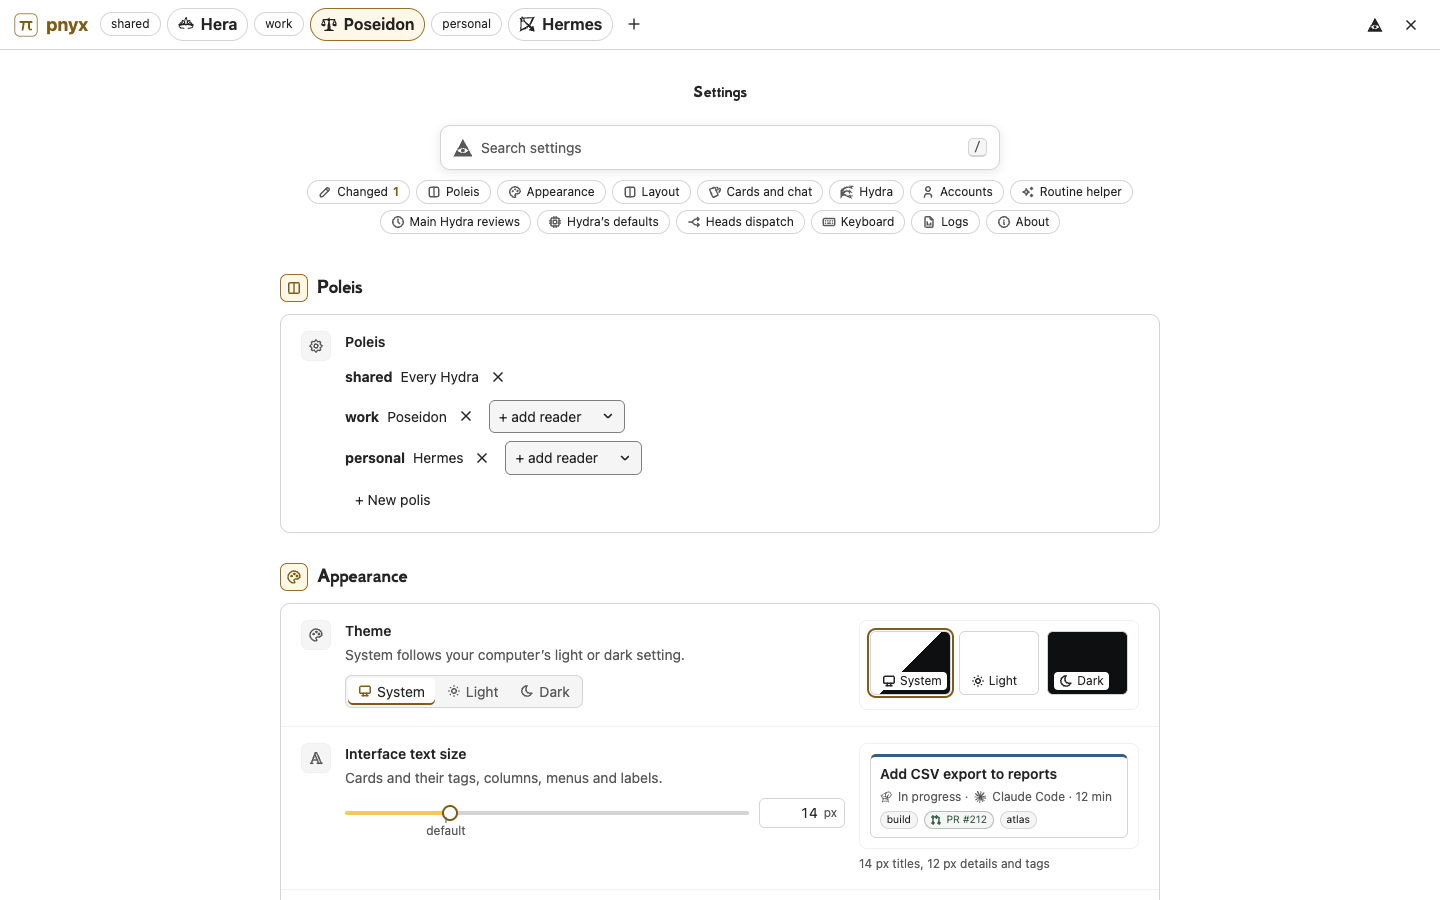 π pnyx shared Hera work Poseidon personal Hermes +
Settings
Search settings /
Changed 1 Poleis Appearance Layout Cards and chat Hydra Accounts Routine helper
Main Hydra reviews Hydra’s defaults Heads dispatch Keyboard Logs About
Poleis
Poleis
shared Every Hydra
work Poseidon + add reader
personal Hermes + add reader
+ New polis
Appearance
Theme
System follows your computer’s light or dark setting.
System Light Dark
System Light Dark
Interface text size
Cards and their tags, columns, menus and labels.
14 px
default
Add CSV export to reports
In progress · Claude Code · 12 min
build PR #212 atlas
14 px titles, 12 px details and tags